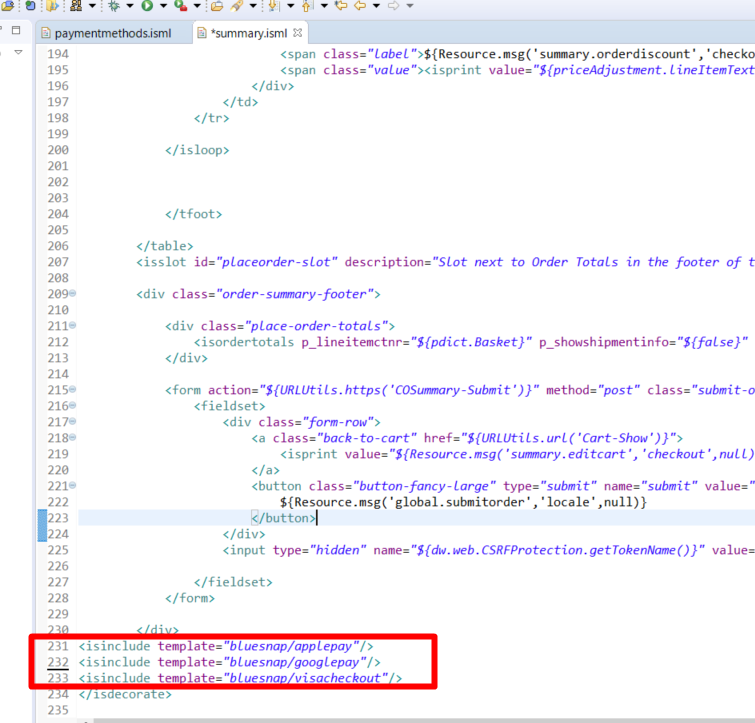 paymentmethods.isml
*summary.isml
194 <span class="label">${Resource.msg('summary.orderdiscount','checko
195 <span class="value"><isprint value="${priceAdjustment.lineItemText
196 </div>
197 </td>
198 </tr>
199
200 </isloop>
201
202
203
204 </tfoot>
205
206 </table>
207 <isslot id="placeorder-slot" description="Slot next to Order Totals in the footer of t
208
209 <div class="order-summary-footer">
210
211 <div class="place-order-totals">
212 <isordertotals p_lineitemctnr="${pdict.Basket}" p_showshipmentinfo="${false}"
213 </div>
214
215 <form action="${URLUtils.https('COSummary-Submit')}" method="post" class="submit-o
216 <fieldset>
217 <div class="form-row">
218 <a class="back-to-cart" href="${URLUtils.url('Cart-Show')}">
219 <isprint value="${Resource.msg('summary.editcart','checkout',null)
220 </a>
221 <button class="button-fancy-large" type="submit" name="submit" value="
222 ${Resource.msg('global.submitorder','locale',null)}
223 </button>
224 </div>
225 <input type="hidden" name="${dw.web.CSRFProtection.getTokenName()}" value=
226
227 </fieldset>
228 </form>
229
230 </div>
231 <isinclude template="bluesnap/applepay"/>
232 <isinclude template="bluesnap/googlepay"/>
233 <isinclude template="bluesnap/visacheckout"/>
234 </isdecorate>
235